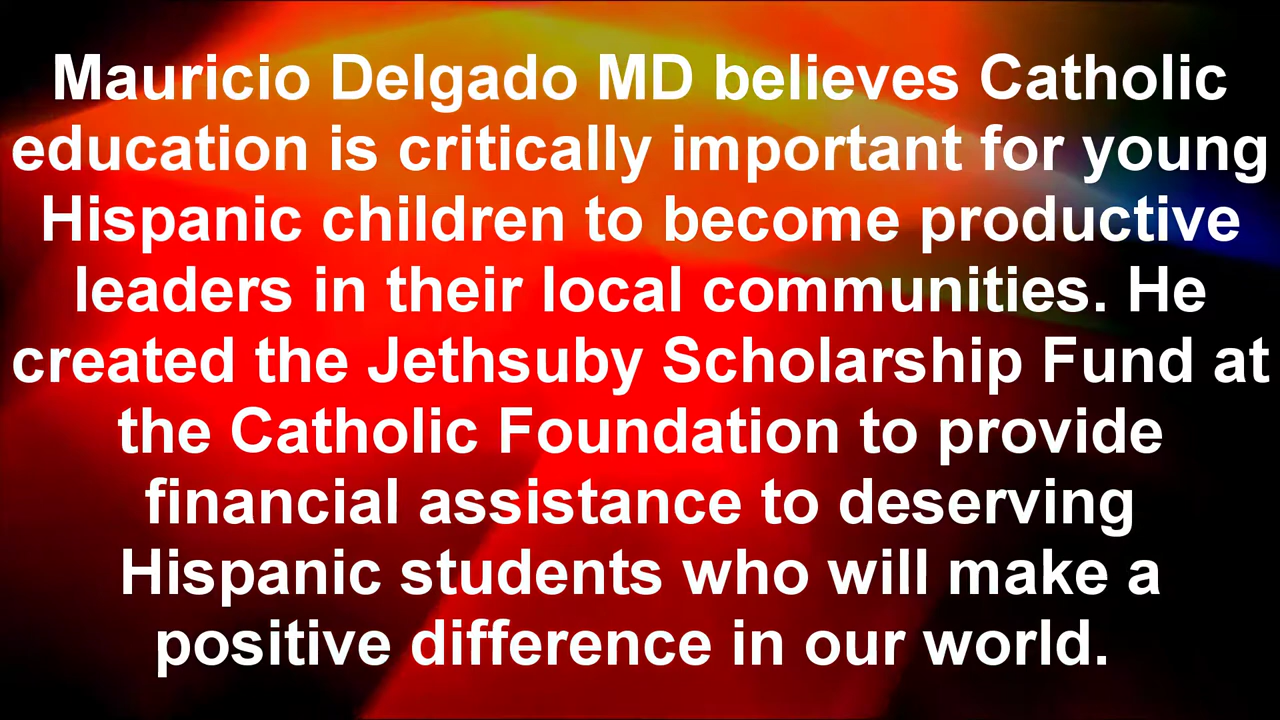 Mauricio Delgado MD believes Catholic
education is critically important for young
Hispanic children to become productive
leaders in their local communities. He
created the Jethsuby Scholarship Fund at
the Catholic Foundation to provide
financial assistance to deserving
Hispanic students who will make a
positive difference in our world.